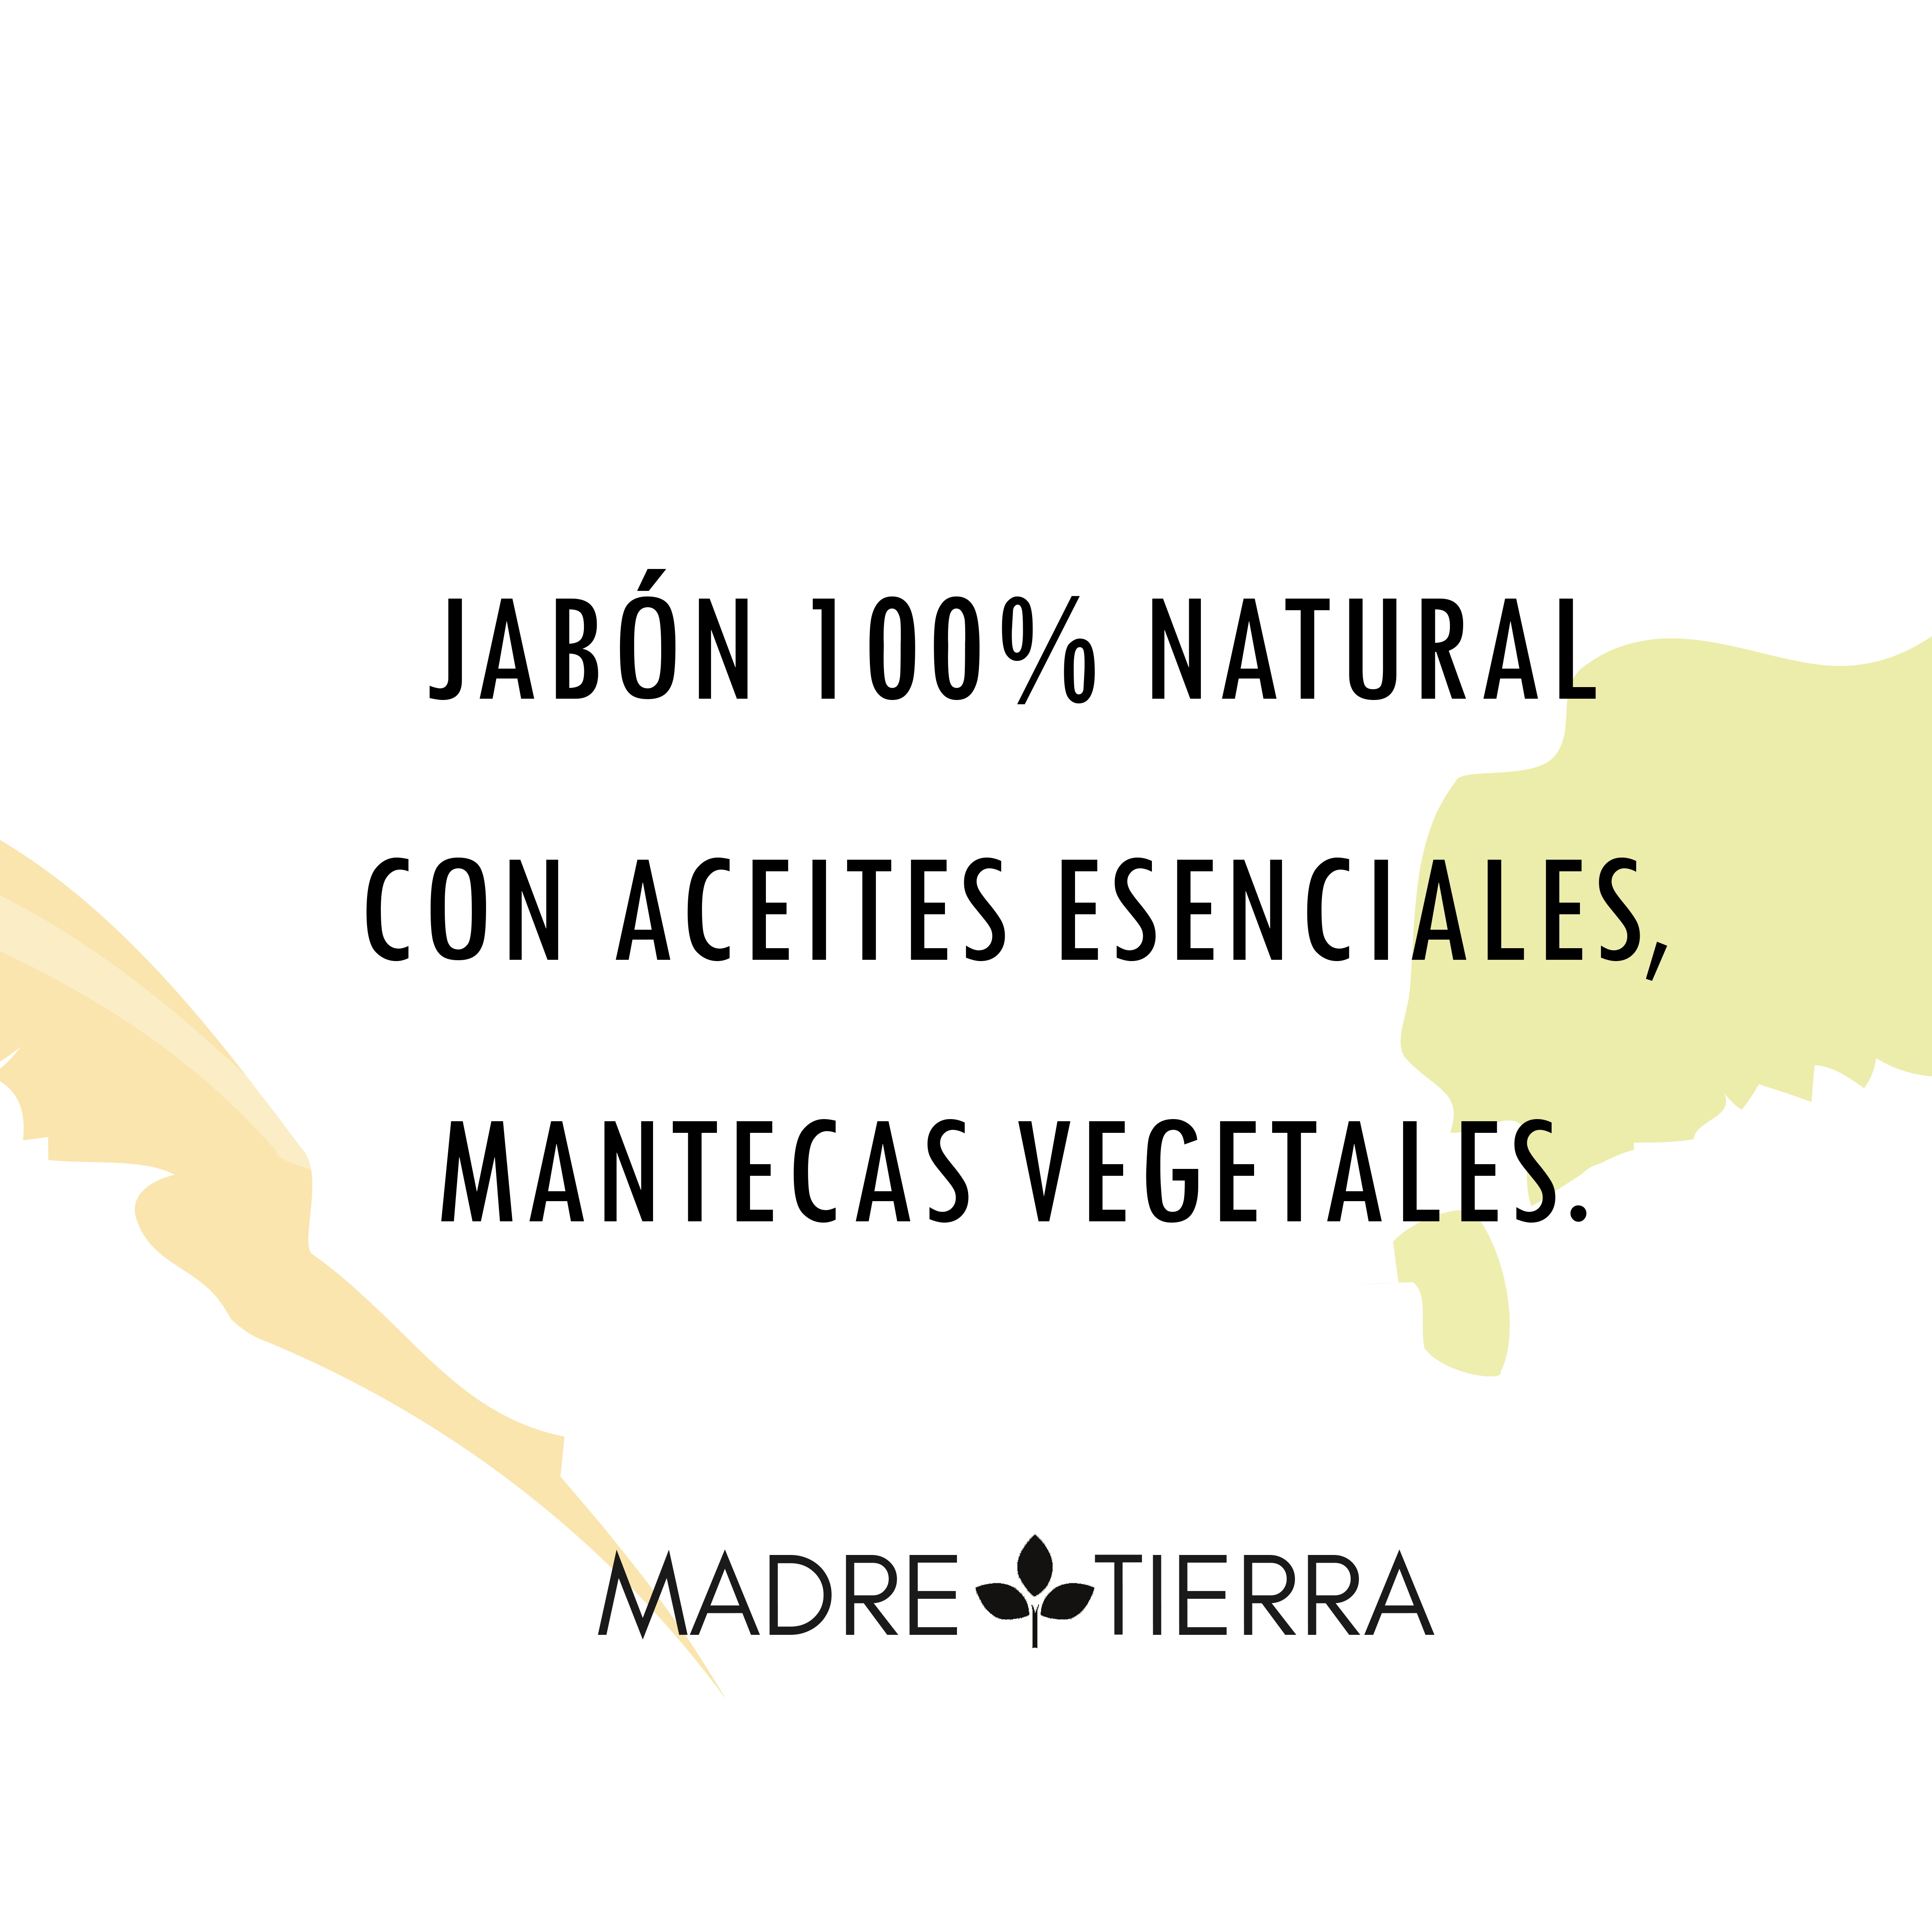 JABÓN 100% NATURAL
CON ACEITES ESENCIALES,
MANTECAS VEGETALES.
MADRE TIERRA